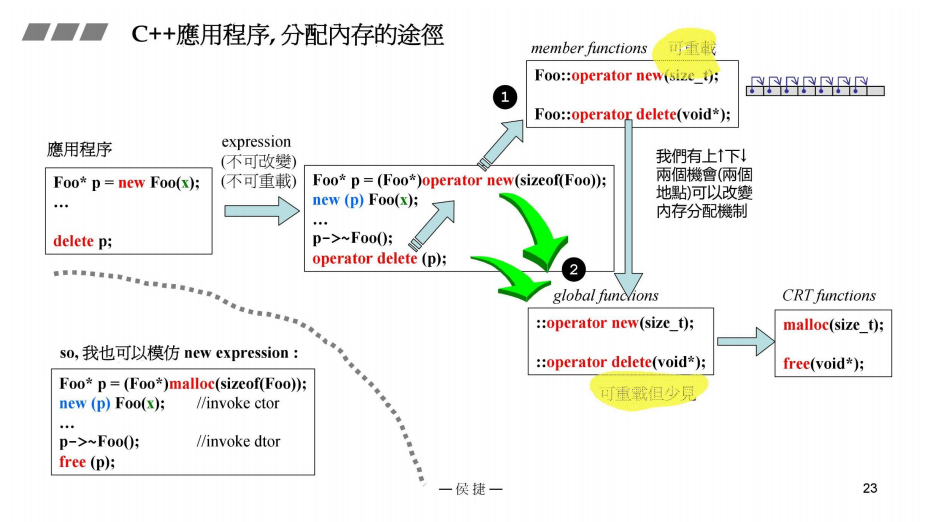 C++應用程序, 分配內存的途徑
member functions 可重載
Foo::operator new(size_t);
Foo::operator delete(void*);
❶
應用程序
Foo* p = new Foo(x);
…
delete p;
expression
(不可改變)
(不可重載)
Foo* p = (Foo*)operator new(sizeof(Foo));
new (p) Foo(x);
…
p->~Foo();
operator delete (p);
我們有上↑下↓
兩個機會(兩個
地點)可以改變
內存分配機制
❷
global functions
::operator new(size_t);
::operator delete(void*);
可重載但少見
CRT functions
malloc(size_t);
free(void*);
so, 我也可以模仿 new expression :
Foo* p = (Foo*)malloc(sizeof(Foo));
new (p) Foo(x); //invoke ctor
…
p->~Foo(); //invoke dtor
free (p);
— 侯 捷 —
23